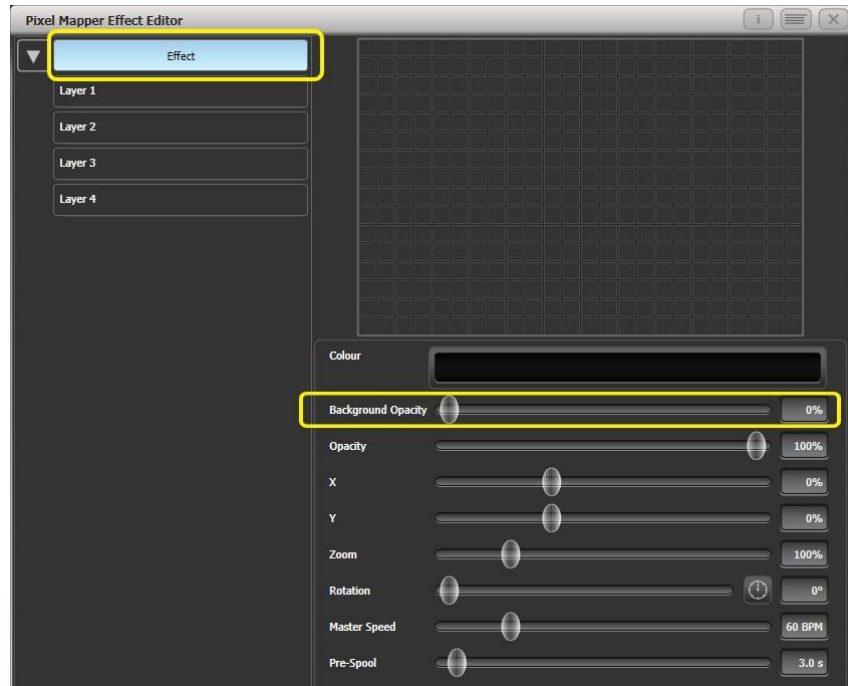 Pixel Mapper Effect Editor
Effect
Layer 1
Layer 2
Layer 3
Layer 4
Colour
Background Opacity 0%
Opacity 100%
X 0%
Y 0%
Zoom 100%
Rotation 0°
Master Speed 60 BPM
Pre-Spool 3.0 s